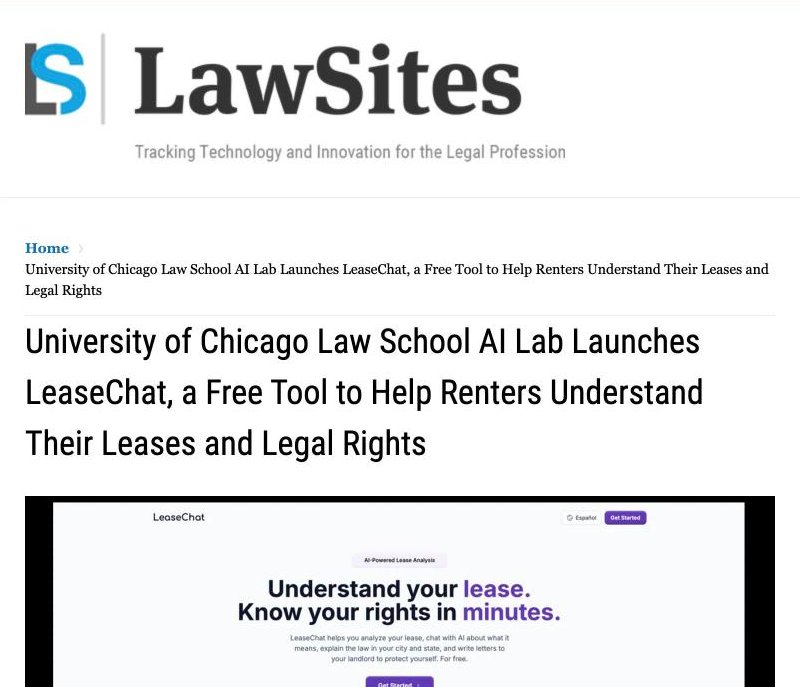 LS
LawSites
Tracking Technology and Innovation for the Legal Profession
Home
University of Chicago Law School AI Lab Launches LeaseChat, a Free Tool to Help Renters Understand Their Leases and
Legal Rights
University of Chicago Law School AI Lab Launches
LeaseChat, a Free Tool to Help Renters Understand
Their Leases and Legal Rights
LeaseChat
Español
Get Started
AI-Powered Lease Analysis
Understand your lease.
Know your rights in minutes.
LeaseChat helps you analyze your lease, chat with AI about what it
means, explain the law in your city and state, and write letters to
your landlord to protect yourself. For free.
Get Started